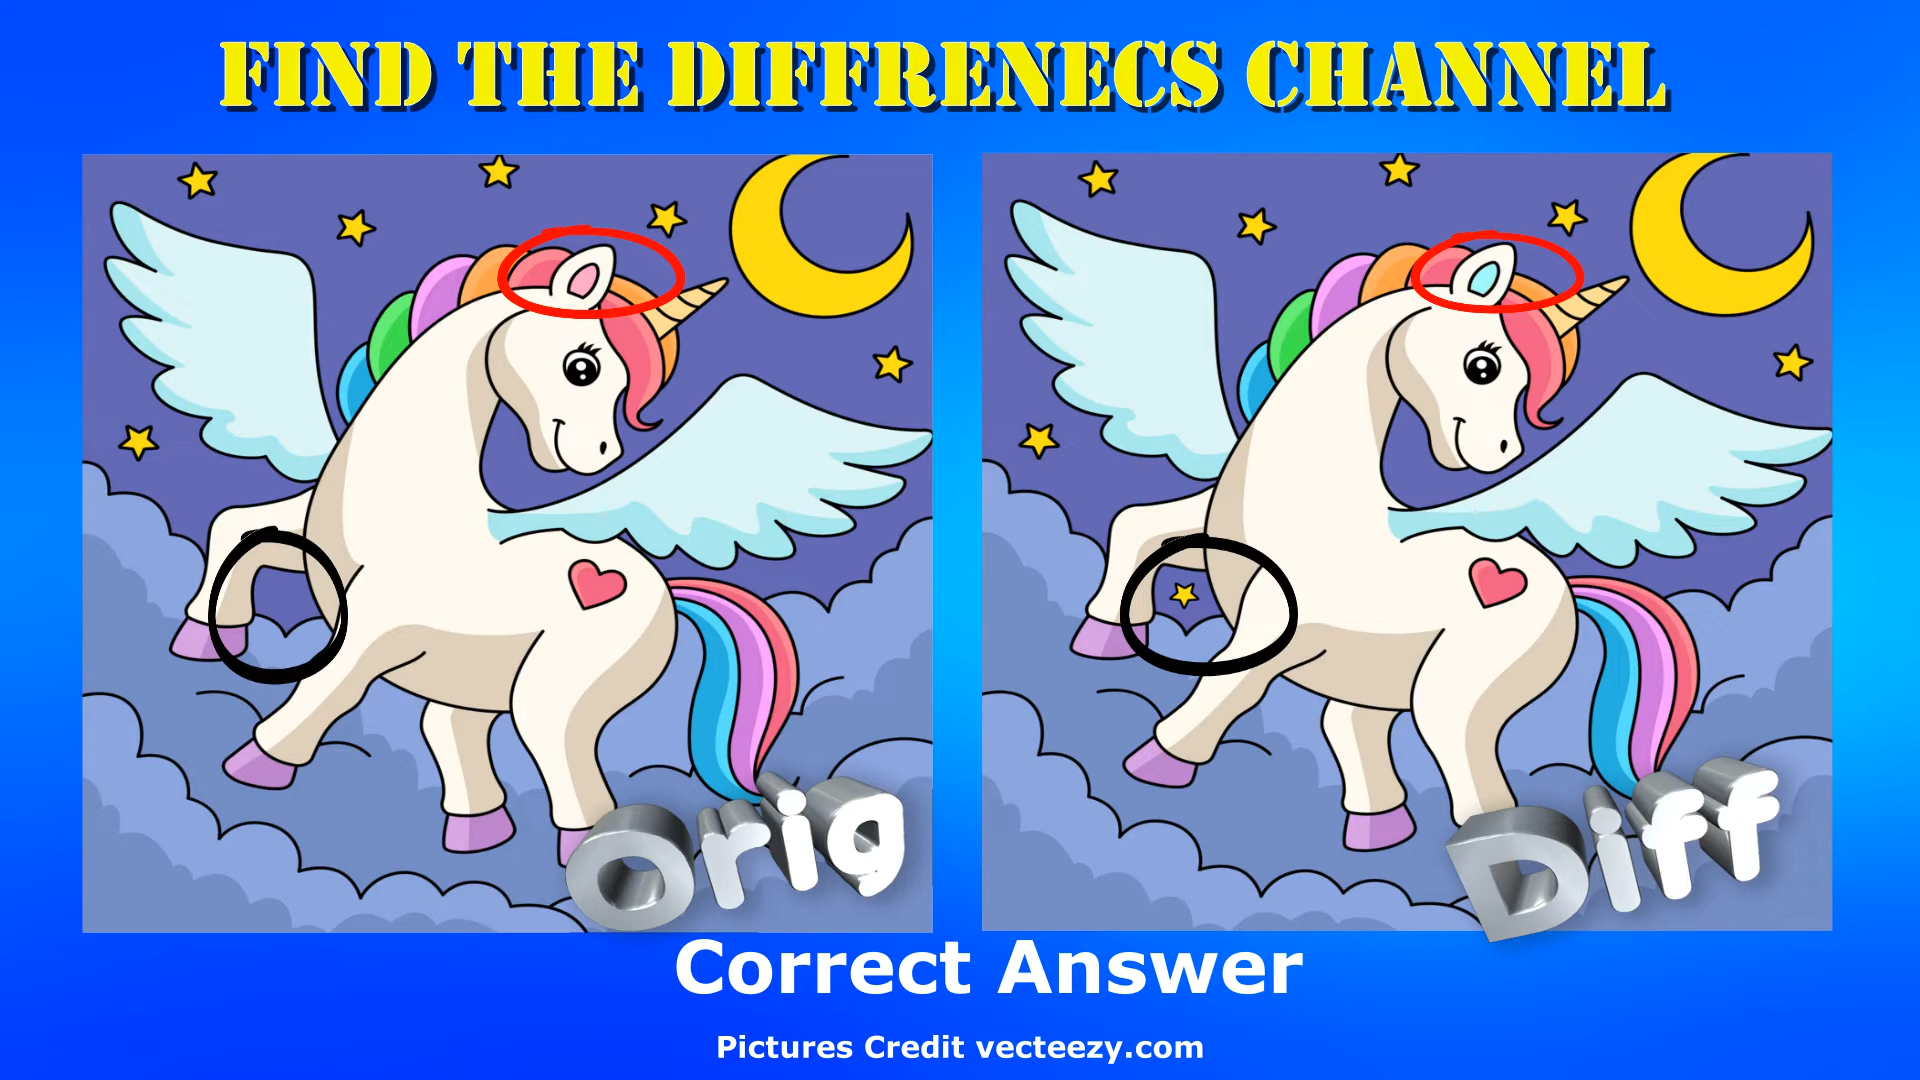 FIND THE DIFFRENECS CHANNEL
Orig
Diff
Correct Answer
Pictures Credit vecteezy.com